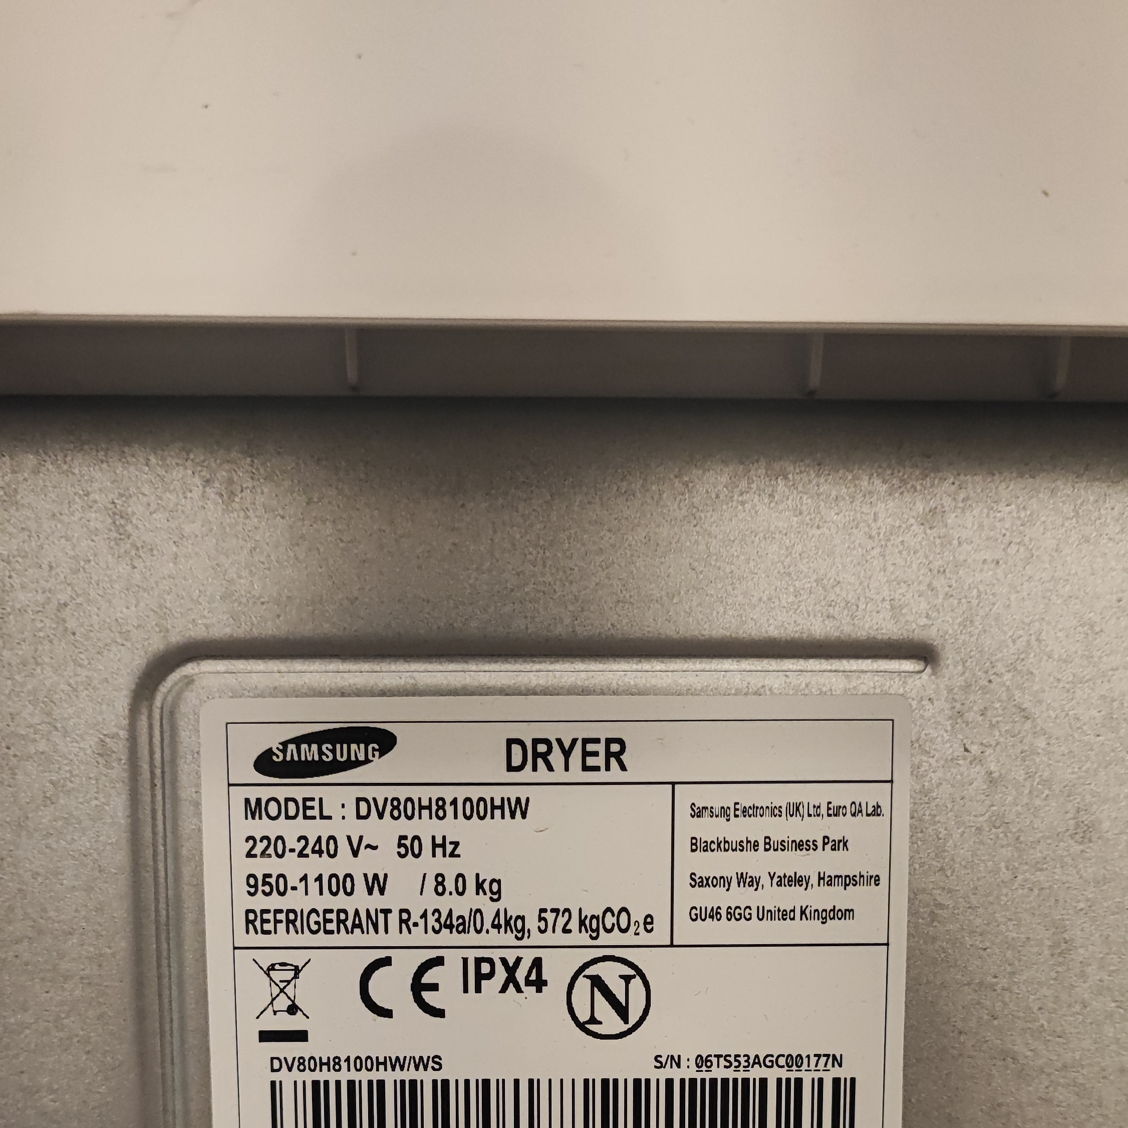 SAMSUNG DRYER
MODEL : DV80H8100HW
220-240 V~ 50 Hz
950-1100 W / 8.0 kg
REFRIGERANT R-134a/0.4kg, 572 kgCO₂e
Samsung Electronics (UK) Ltd, Euro QA Lab.
Blackbushe Business Park
Saxony Way, Yateley, Hampshire
GU46 6GG United Kingdom
CE IPX4 N
DV80H8100HW/WS S/N : 06TS53AGC00177N